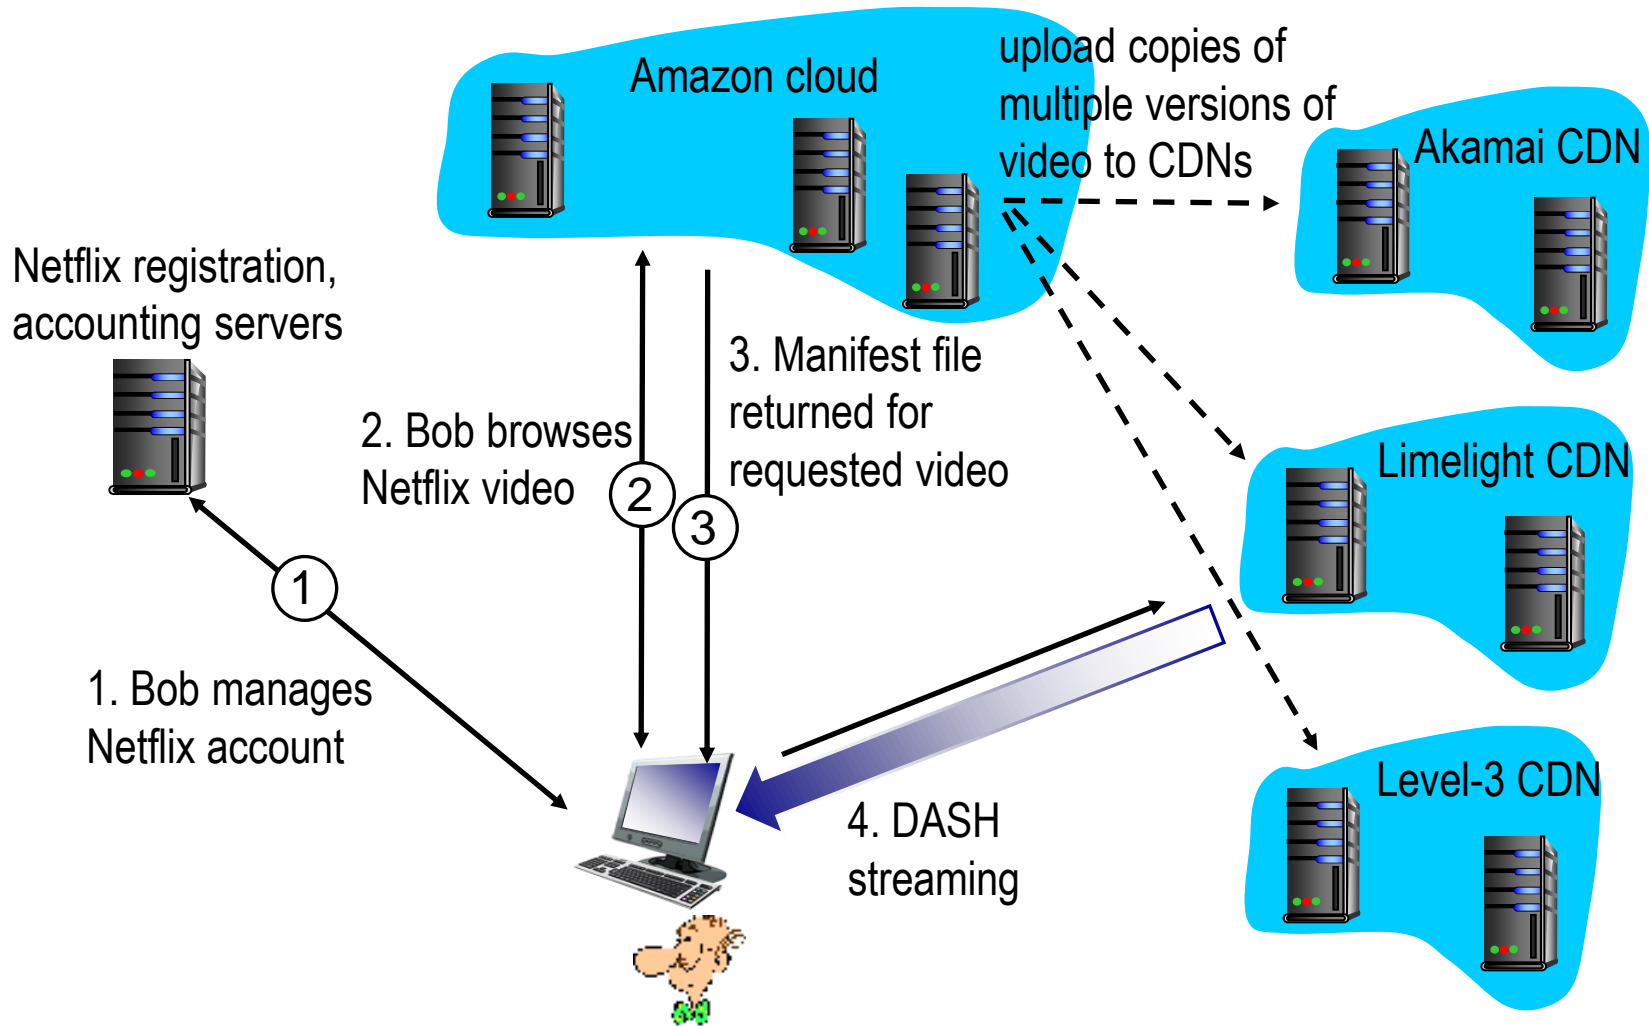 Amazon cloud
upload copies of
multiple versions of
video to CDNs
Akamai CDN
Netflix registration,
accounting servers
3. Manifest file
returned for
requested video
2. Bob browses
Netflix video
2
3
Limelight CDN
1
1. Bob manages
Netflix account
Level-3 CDN
4. DASH
streaming